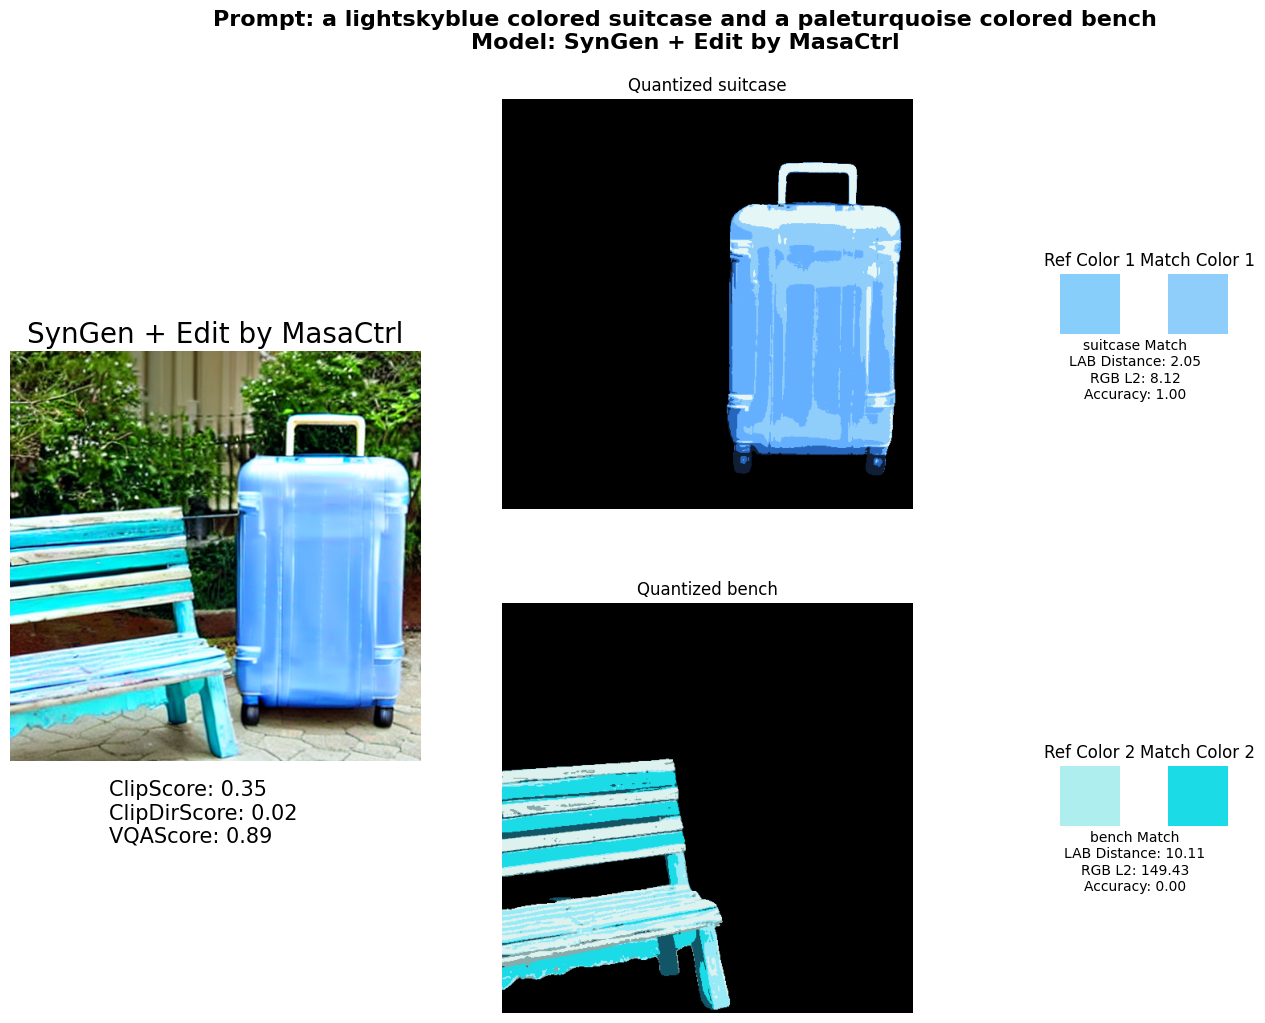 Prompt: a lightskyblue colored suitcase and a paleturquoise colored bench
Model: SynGen + Edit by MasaCtrl
SynGen + Edit by MasaCtrl
ClipScore: 0.35
ClipDirScore: 0.02
VQAScore: 0.89
Quantized suitcase
Ref Color 1 Match Color 1
suitcase Match
LAB Distance: 2.05
RGB L2: 8.12
Accuracy: 1.00
Quantized bench
Ref Color 2 Match Color 2
bench Match
LAB Distance: 10.11
RGB L2: 149.43
Accuracy: 0.00